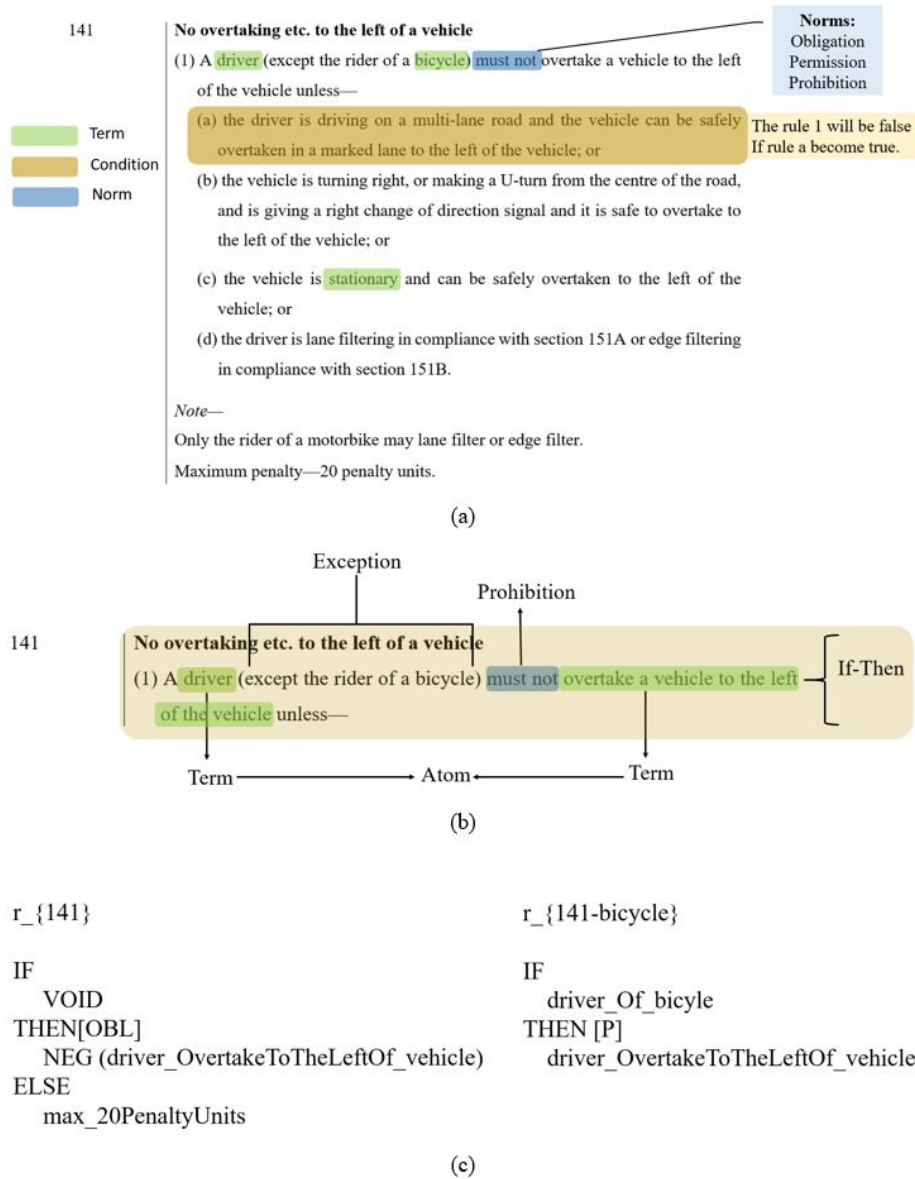 141
No overtaking etc. to the left of a vehicle
Norms:
Obligation
Permission
Prohibition
(1) A driver (except the rider of a bicycle) must not overtake a vehicle to the left
of the vehicle unless—
Term
Condition
Norm
(a) the driver is driving on a multi-lane road and the vehicle can be safely
overtaken in a marked lane to the left of the vehicle; or
The rule 1 will be false
If rule a become true.
(b) the vehicle is turning right, or making a U-turn from the centre of the road,
and is giving a right change of direction signal and it is safe to overtake to
the left of the vehicle; or
(c) the vehicle is stationary and can be safely overtaken to the left of the
vehicle; or
(d) the driver is lane filtering in compliance with section 151A or edge filtering
in compliance with section 151B.
Note—
Only the rider of a motorbike may lane filter or edge filter.
Maximum penalty—20 penalty units.
(a)
Exception
Prohibition
141
No overtaking etc. to the left of a vehicle
(1) A driver (except the rider of a bicycle) must not overtake a vehicle to the left
of the vehicle unless—
If-Then
Term
Atom
Term
(b)
r_{141}
IF
VOID
THEN[OBL]
NEG (driver_OvertakeToTheLeftOf_vehicle)
ELSE
max_20PenaltyUnits
r_{141-bicycle}
IF
driver_Of_bicyle
THEN [P]
driver_OvertakeToTheLeftOf_vehicle
(c)